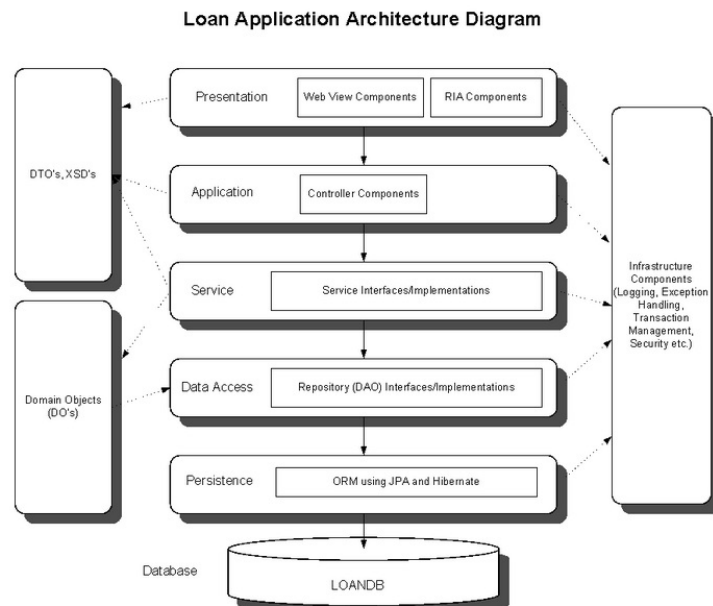 Loan Application Architecture Diagram
Presentation
Web View Components
RIA Components
DTO's, XSD's
Application
Controller Components
Service
Service Interfaces/Implementations
Infrastructure
Components
(Logging, Exception
Handling,
Transaction
Management,
Security etc.)
Domain Objects
(DO's)
Data Access
Repository (DAO) Interfaces/Implementations
Persistence
ORM using JPA and Hibernate
Database
LOANDB